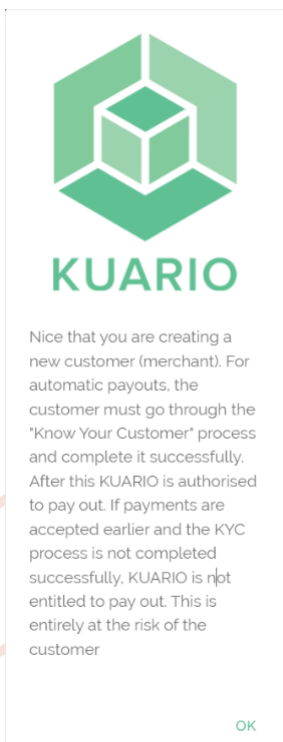 KUARIO
Nice that you are creating a
new customer (merchant). For
automatic payouts, the
customer must go through the
"Know Your Customer" process
and complete it successfully.
After this KUARIO is authorised
to pay out. If payments are
accepted earlier and the KYC
process is not completed
successfully, KUARIO is not
entitled to pay out. This is
entirely at the risk of the
customer
OK